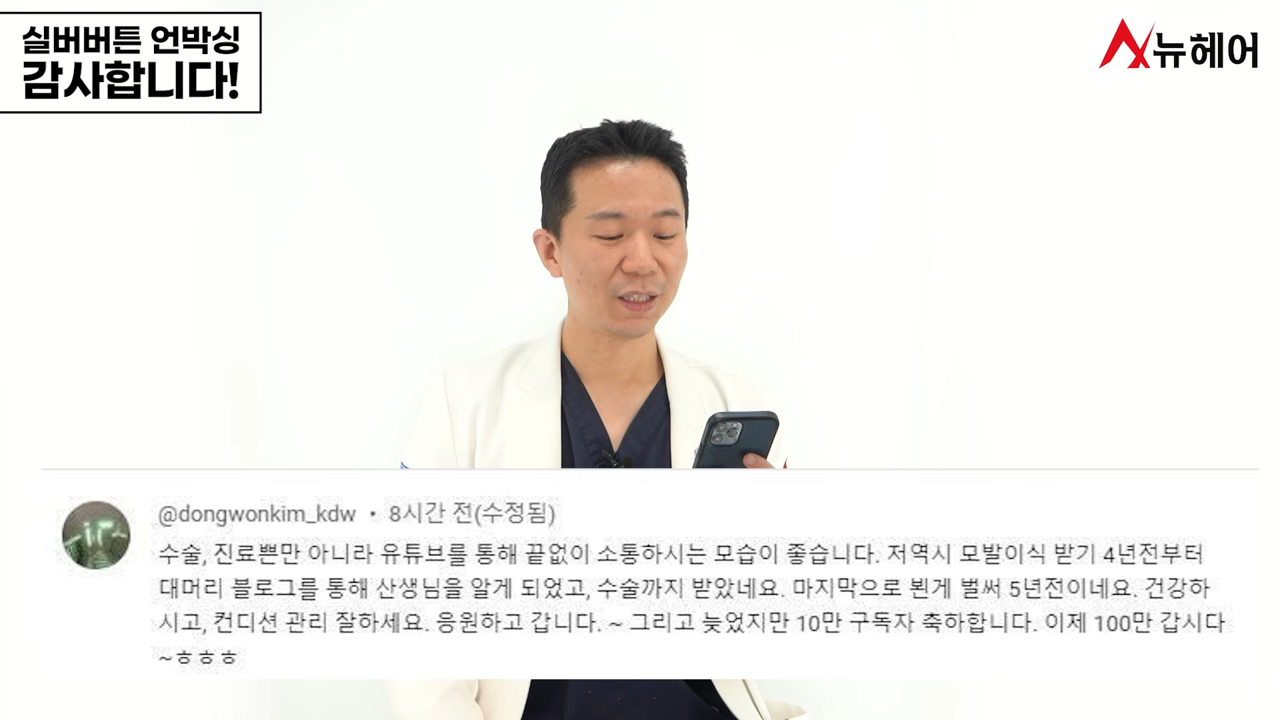 실버버튼 언박싱
감사합니다!
뉴헤어
@dongwonkim_kdw • 8시간 전(수정됨)
수술, 진료쁜만 아니라 유튜브를 통해 끝없이 소통하시는 모습이 좋습니다. 저역시 모발이식 받기 4년전부터
대머리 블로그를 통해 산생님을 알게 되었고, 수술까지 받았네요. 마지막으로 뵌게 벌써 5년전이네요. 건강하
시고, 컨디션 관리 잘하세요. 응원하고 갑니다. ~ 그리고 늦었지만 10만 구독자 축하합니다. 이제 100만 갑시다
~ㅎㅎㅎ